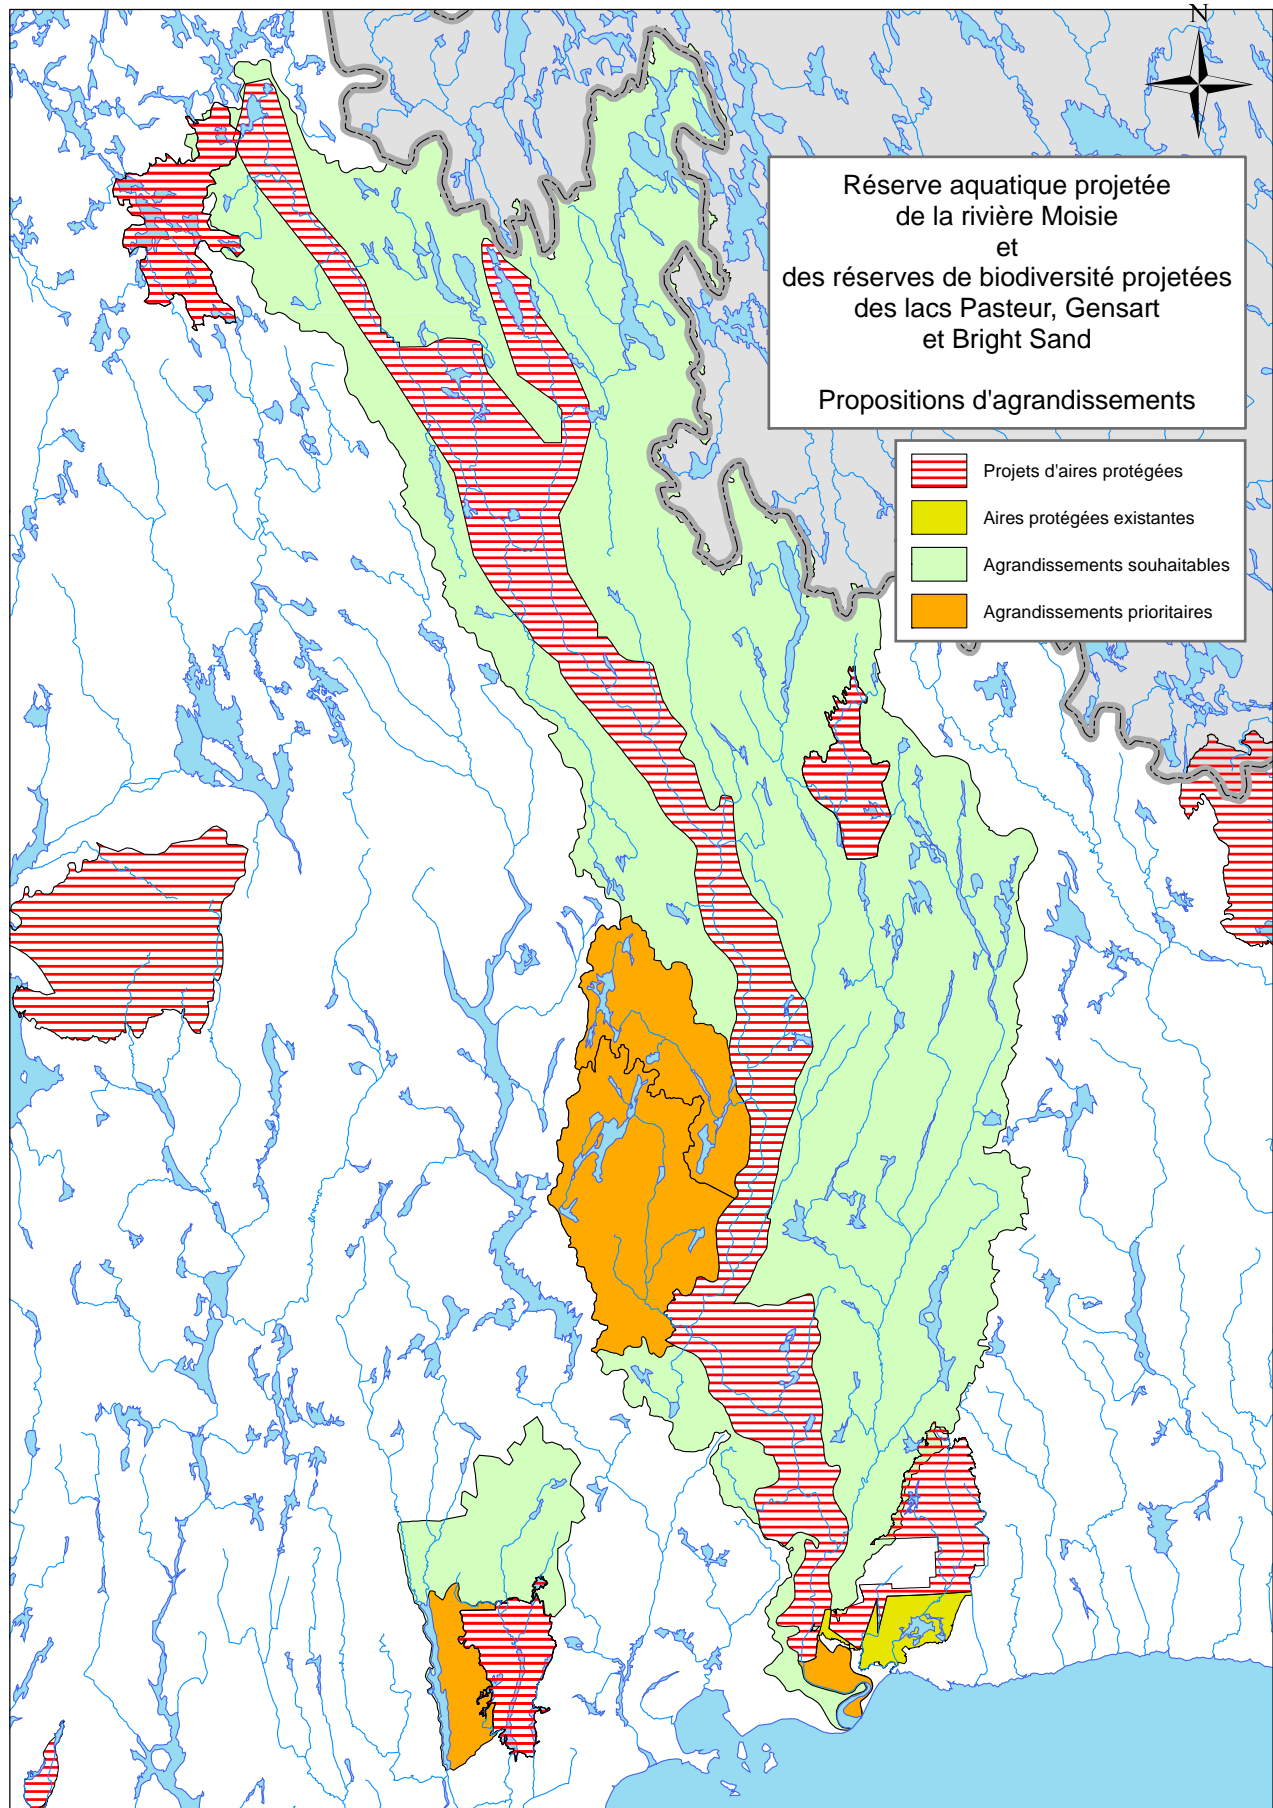 N
Réserve aquatique projetée
de la rivière Moisie
et
des réserves de biodiversité projetées
des lacs Pasteur, Gensart
et Bright Sand
Propositions d'agrandissements
Projets d'aires protégées
Aires protégées existantes
Agrandissements souhaitables
Agrandissements prioritaires